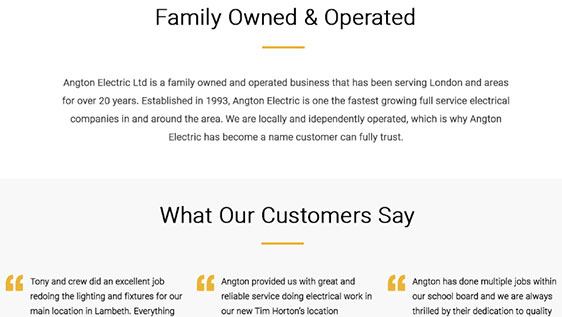 Family Owned & Operated
Angton Electric Ltd is a family owned and operated business that has been serving London and areas
for over 20 years. Established in 1993, Angton Electric is one the fastest growing full service electrical
companies in and around the area. We are locally and idependently operated, which is why Angton
Electric has become a name customer can fully trust.
What Our Customers Say
Tony and crew did an excellent job
redoing the lighting and fixtures for our
main location in Lambeth. Everything
Angton provided us with great and
reliable service doing electrical work in
our new Tim Horton's location
Angton has done multiple jobs within
our school board and we are always
thrilled by their dedication to quality